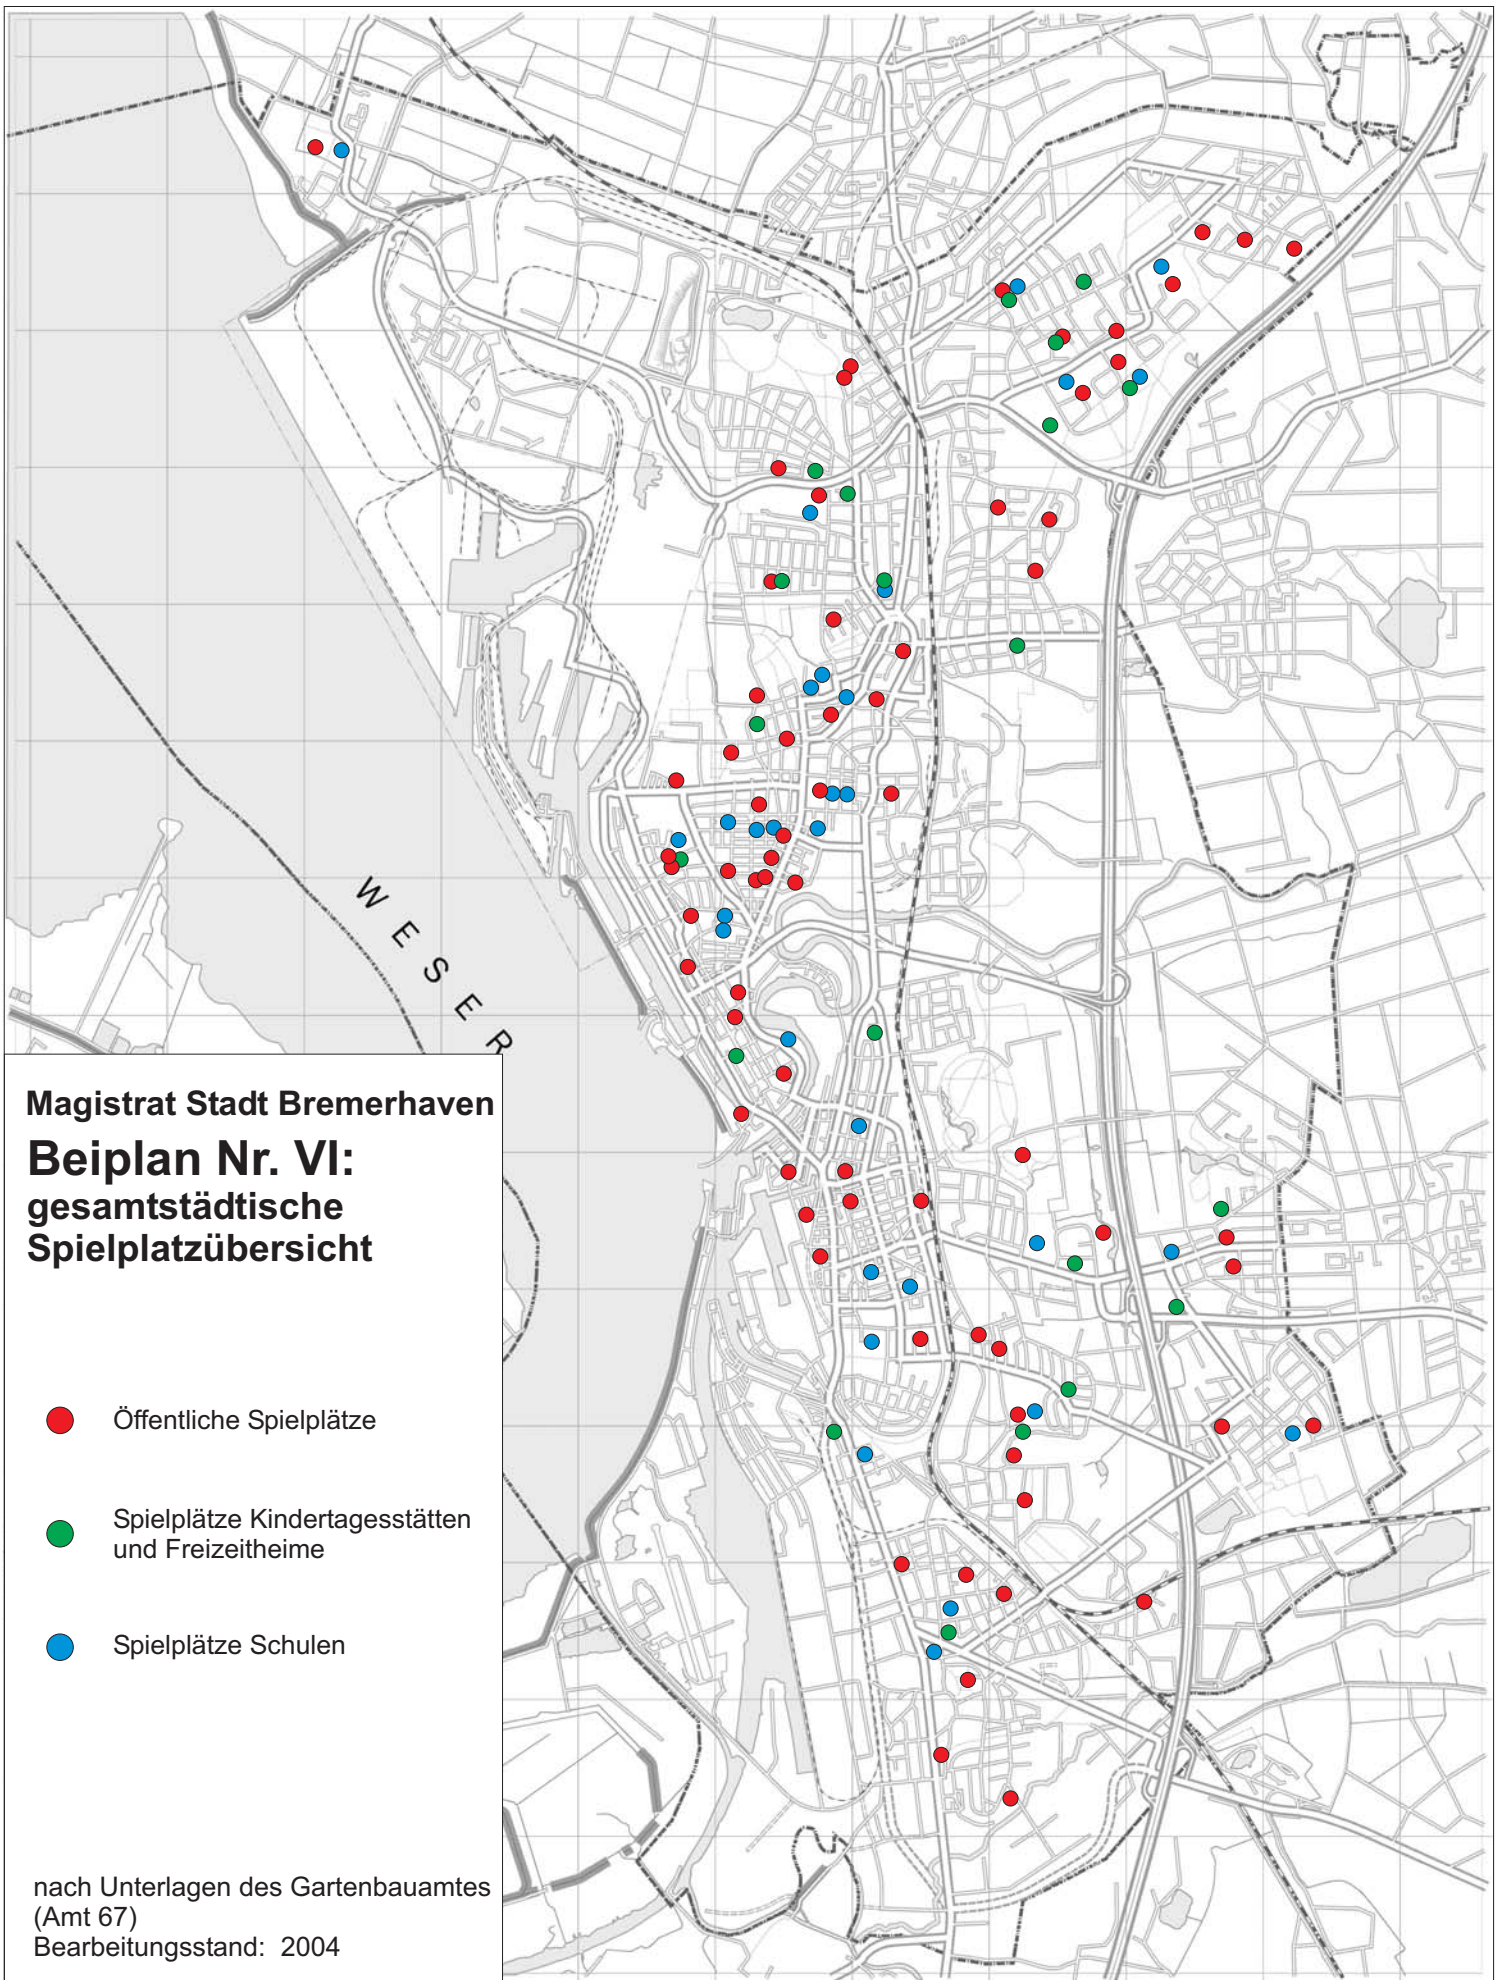 WESER
Magistrat Stadt Bremerhaven
Beiplan Nr. VI:
gesamtstädtische
Spielplatzübersicht
Öffentliche Spielplätze
Spielplätze Kindertagesstätten
und Freizeitheime
Spielplätze Schulen
nach Unterlagen des Gartenbauamtes
(Amt 67)
Bearbeitungsstand: 2004